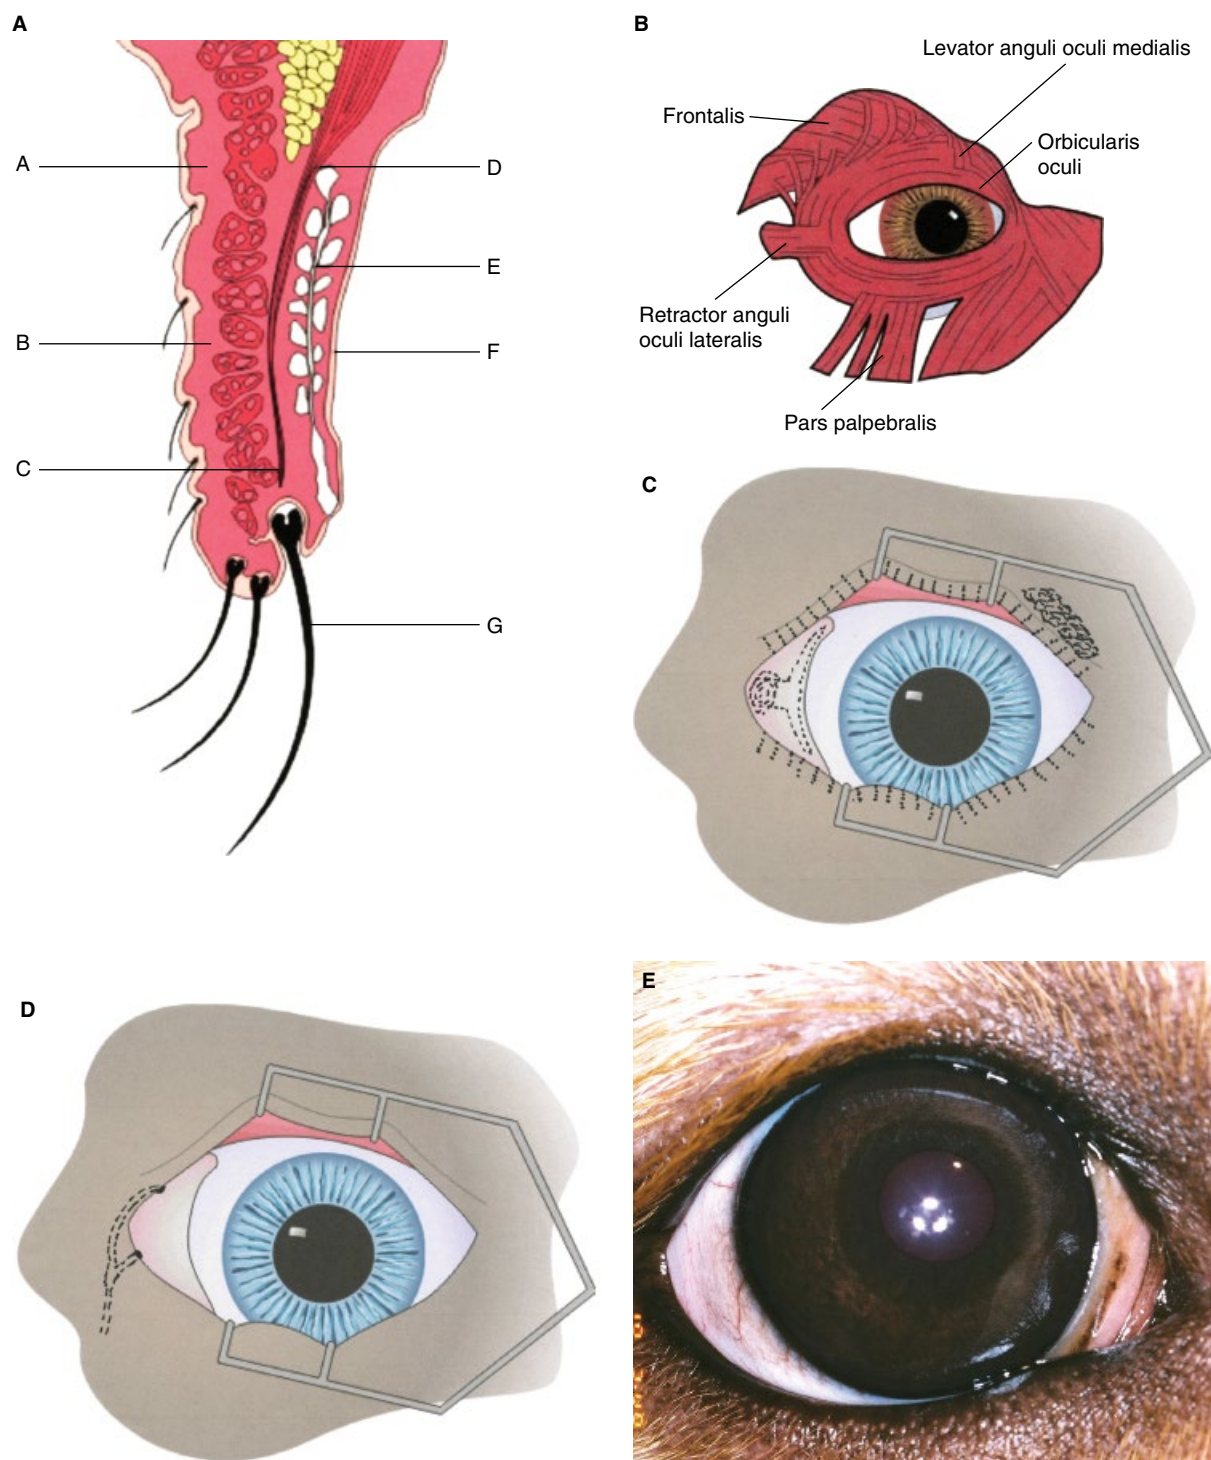 A
A
B
C
D
E
F
G
B
Levator anguli oculi medialis
Frontalis
Orbicularis
oculi
Retractor anguli
oculi lateralis
Pars palpebralis
C
D
E